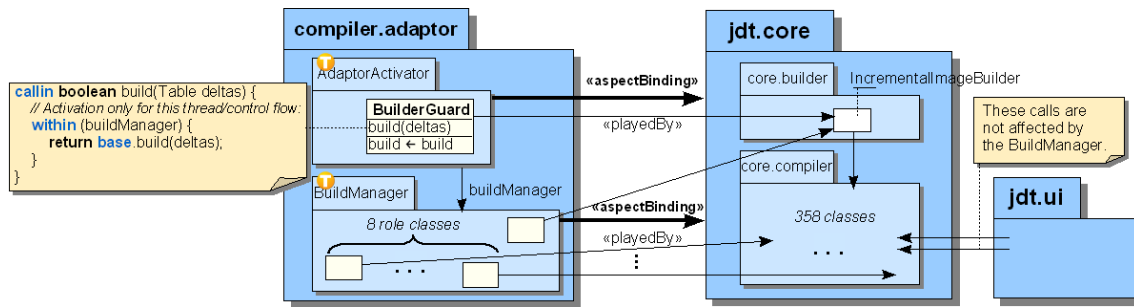 compiler.adaptor
T
AdaptorActivator
BuilderGuard
build(deltas)
build ← build
callin boolean build(Table deltas) {
// Activation only for this thread/control flow:
within (buildManager) {
return base.build(deltas);
}
}
buildManager
T
BuildManager
8 role classes
. . .
«aspectBinding»
«playedBy»
«aspectBinding»
«playedBy»
⋮
jdt.core
core.builder
IncrementalImageBuilder
core.compiler
358 classes
. . .
These calls are
not affected by
the BuildManager.
jdt.ui